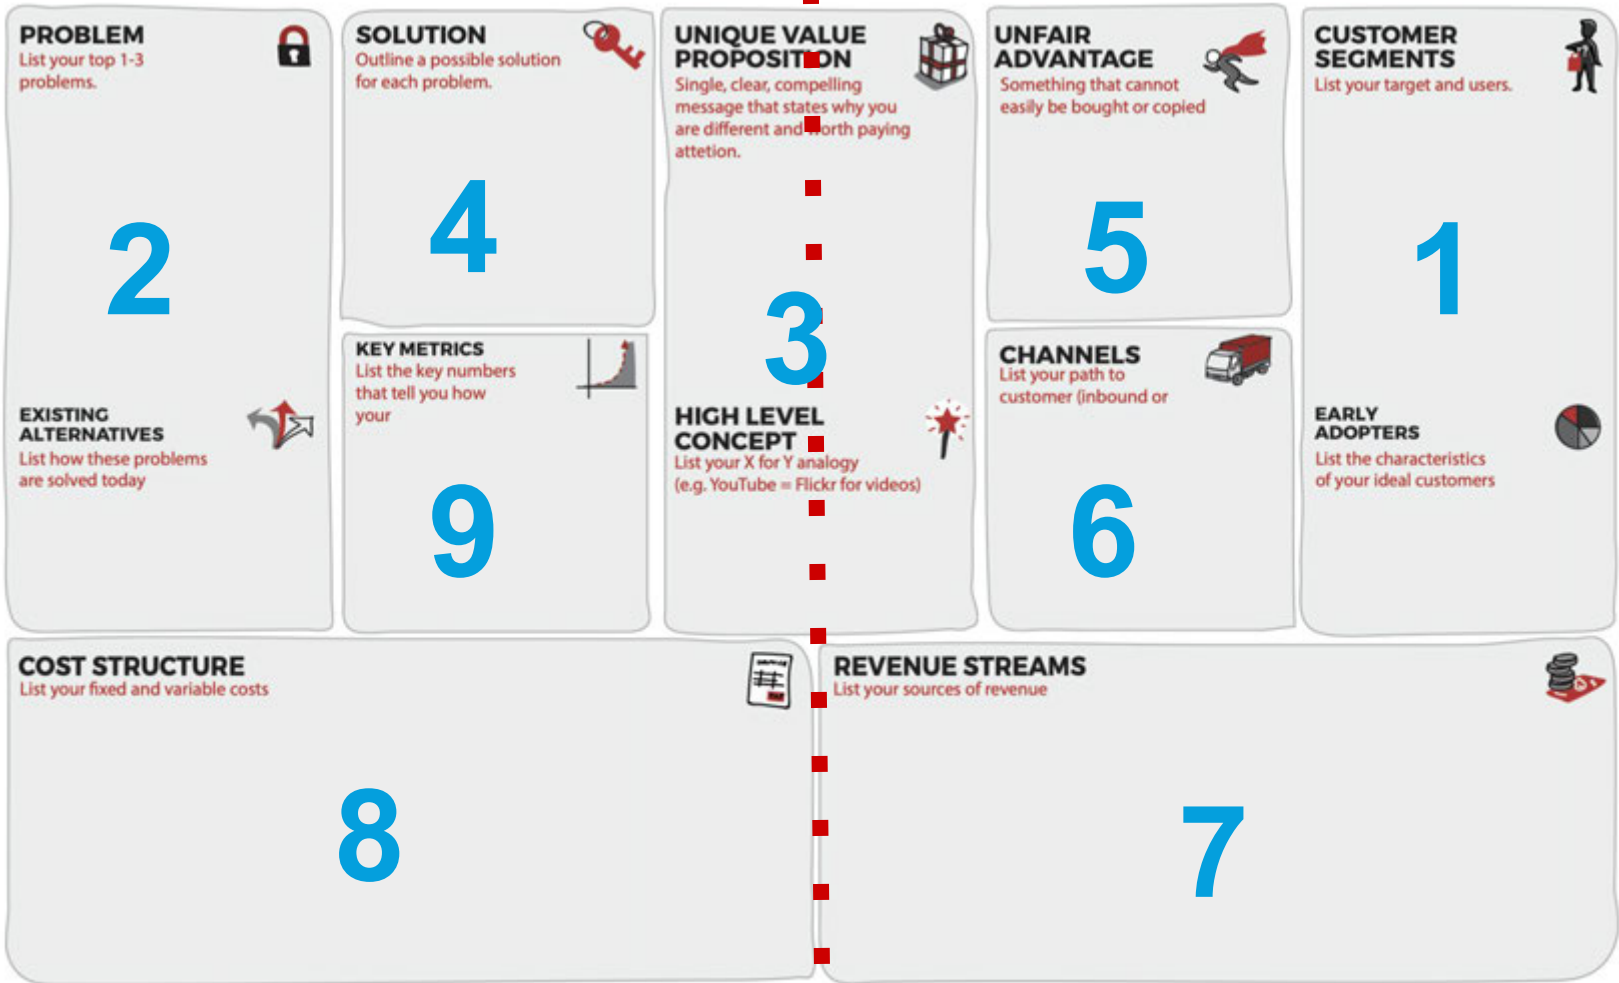 PROBLEM
List your top 1-3
problems.
2
EXISTING
ALTERNATIVES
List how these problems
are solved today
SOLUTION
Outline a possible solution
for each problem.
4
KEY METRICS
List the key numbers
that tell you how
your
9
UNIQUE VALUE
PROPOSITION
Single, clear, compelling
message that states why you
are different and worth paying
attetion.
3
HIGH LEVEL
CONCEPT
List your X for Y analogy
(e.g. YouTube = Flickr for videos)
UNFAIR
ADVANTAGE
Something that cannot
easily be bought or copied
5
CHANNELS
List your path to
customer (inbound or
6
CUSTOMER
SEGMENTS
List your target and users.
1
EARLY
ADOPTERS
List the characteristics
of your ideal customers
COST STRUCTURE
List your fixed and variable costs
8
REVENUE STREAMS
List your sources of revenue
7